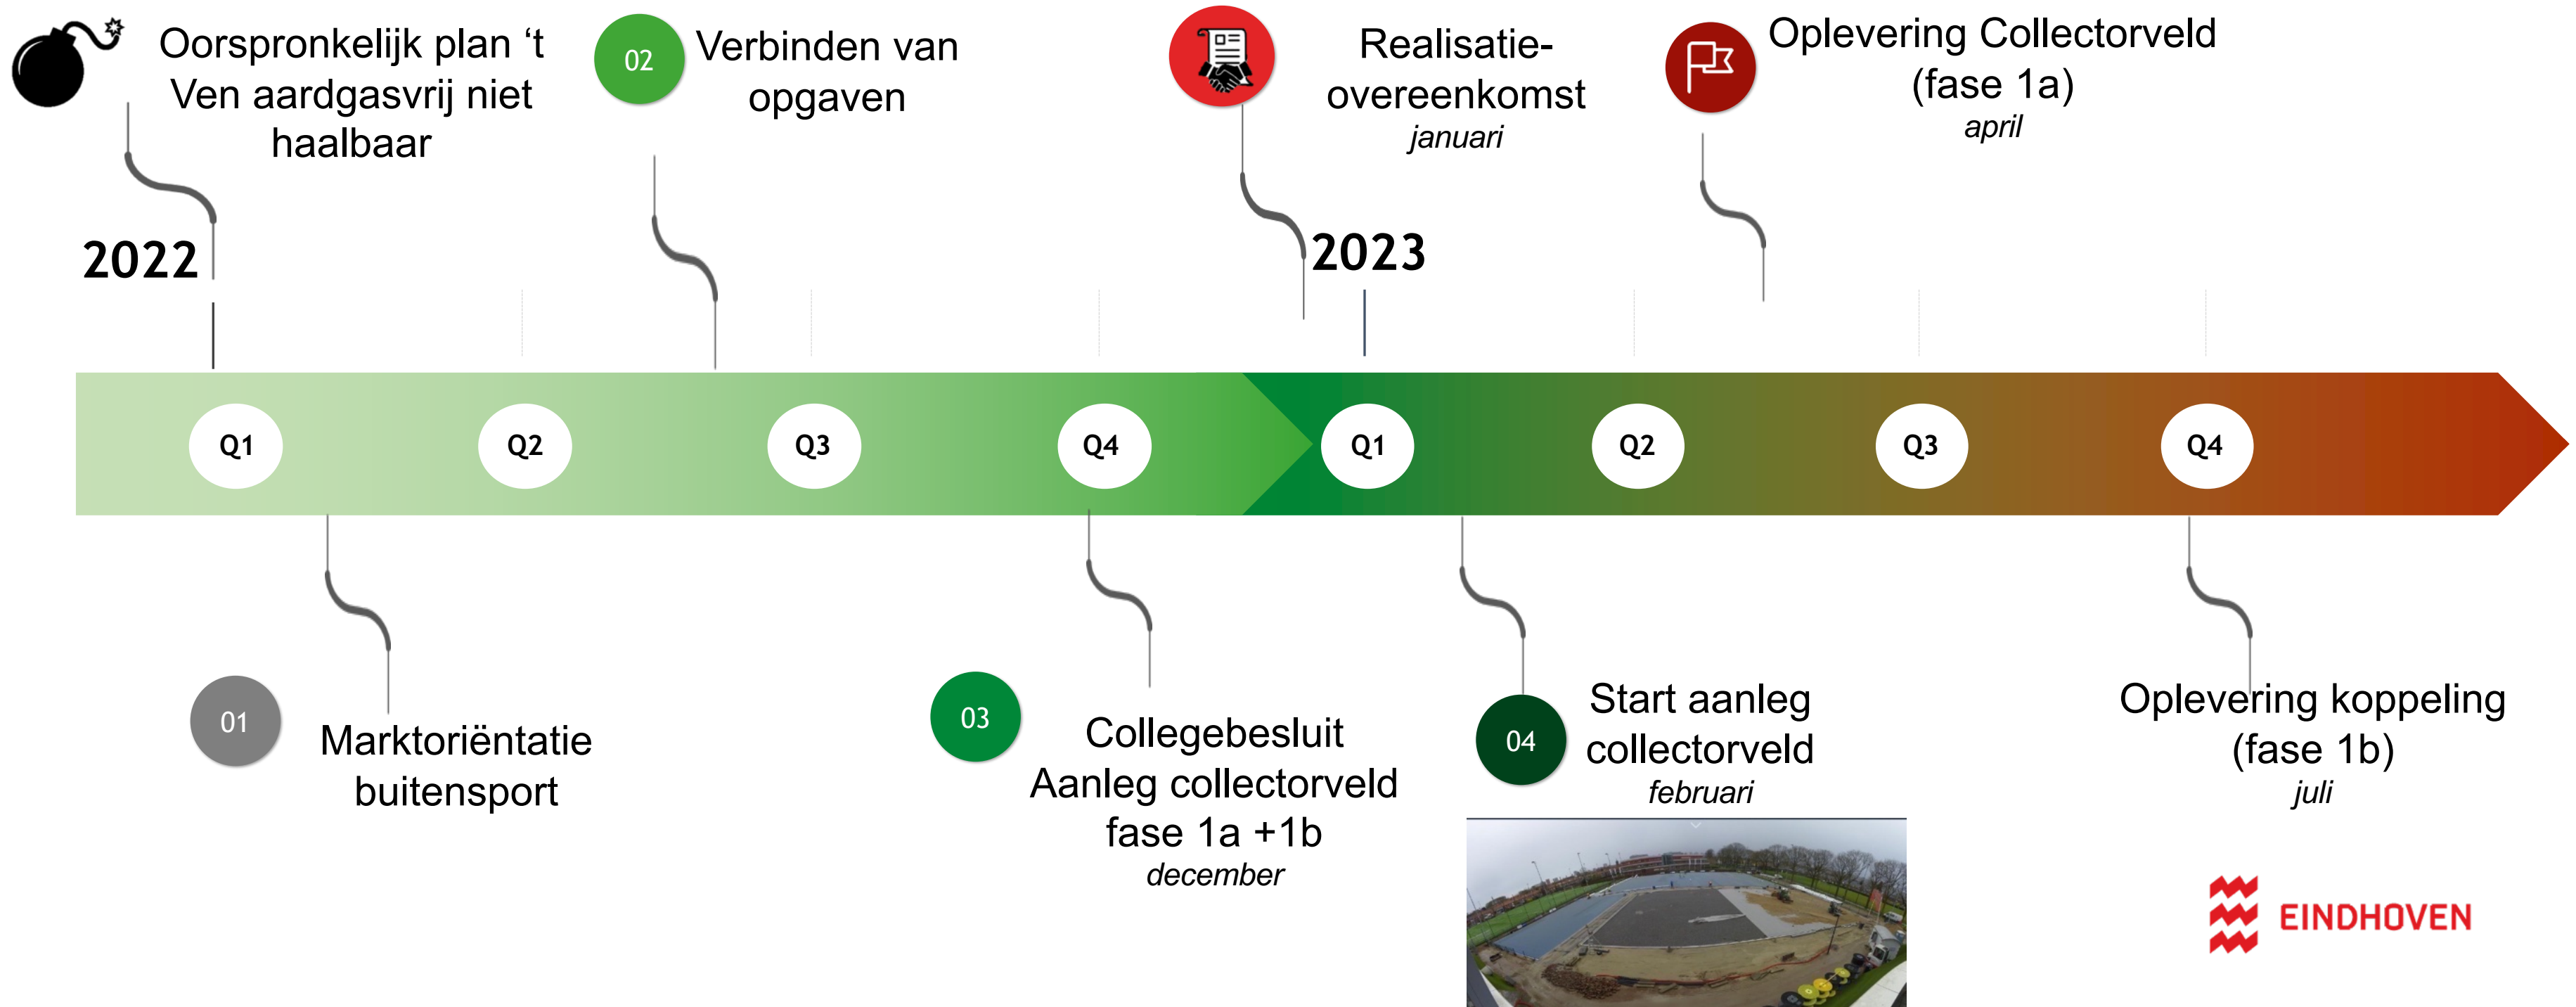 Oorspronkelijk plan ‘t
Ven aardgasvrij niet
haalbaar
02
Verbinden van
opgaven
Realisatie-
overeenkomst
januari
Oplevering Collectorveld
(fase 1a)
april
2022
2023
Q1
Q2
Q3
Q4
Q1
Q2
Q3
Q4
01
Marktoriëntatie
buitensport
03
Collegebesluit
Aanleg collectorveld
fase 1a +1b
december
04
Start aanleg
collectorveld
februari
Oplevering koppeling
(fase 1b)
juli
EINDHOVEN